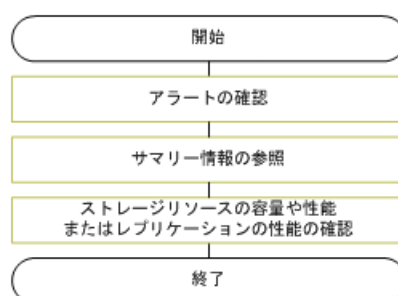 開始
アラートの確認
サマリー情報の参照
ストレージリソースの容量や性能
またはレプリケーションの性能の確認
終了